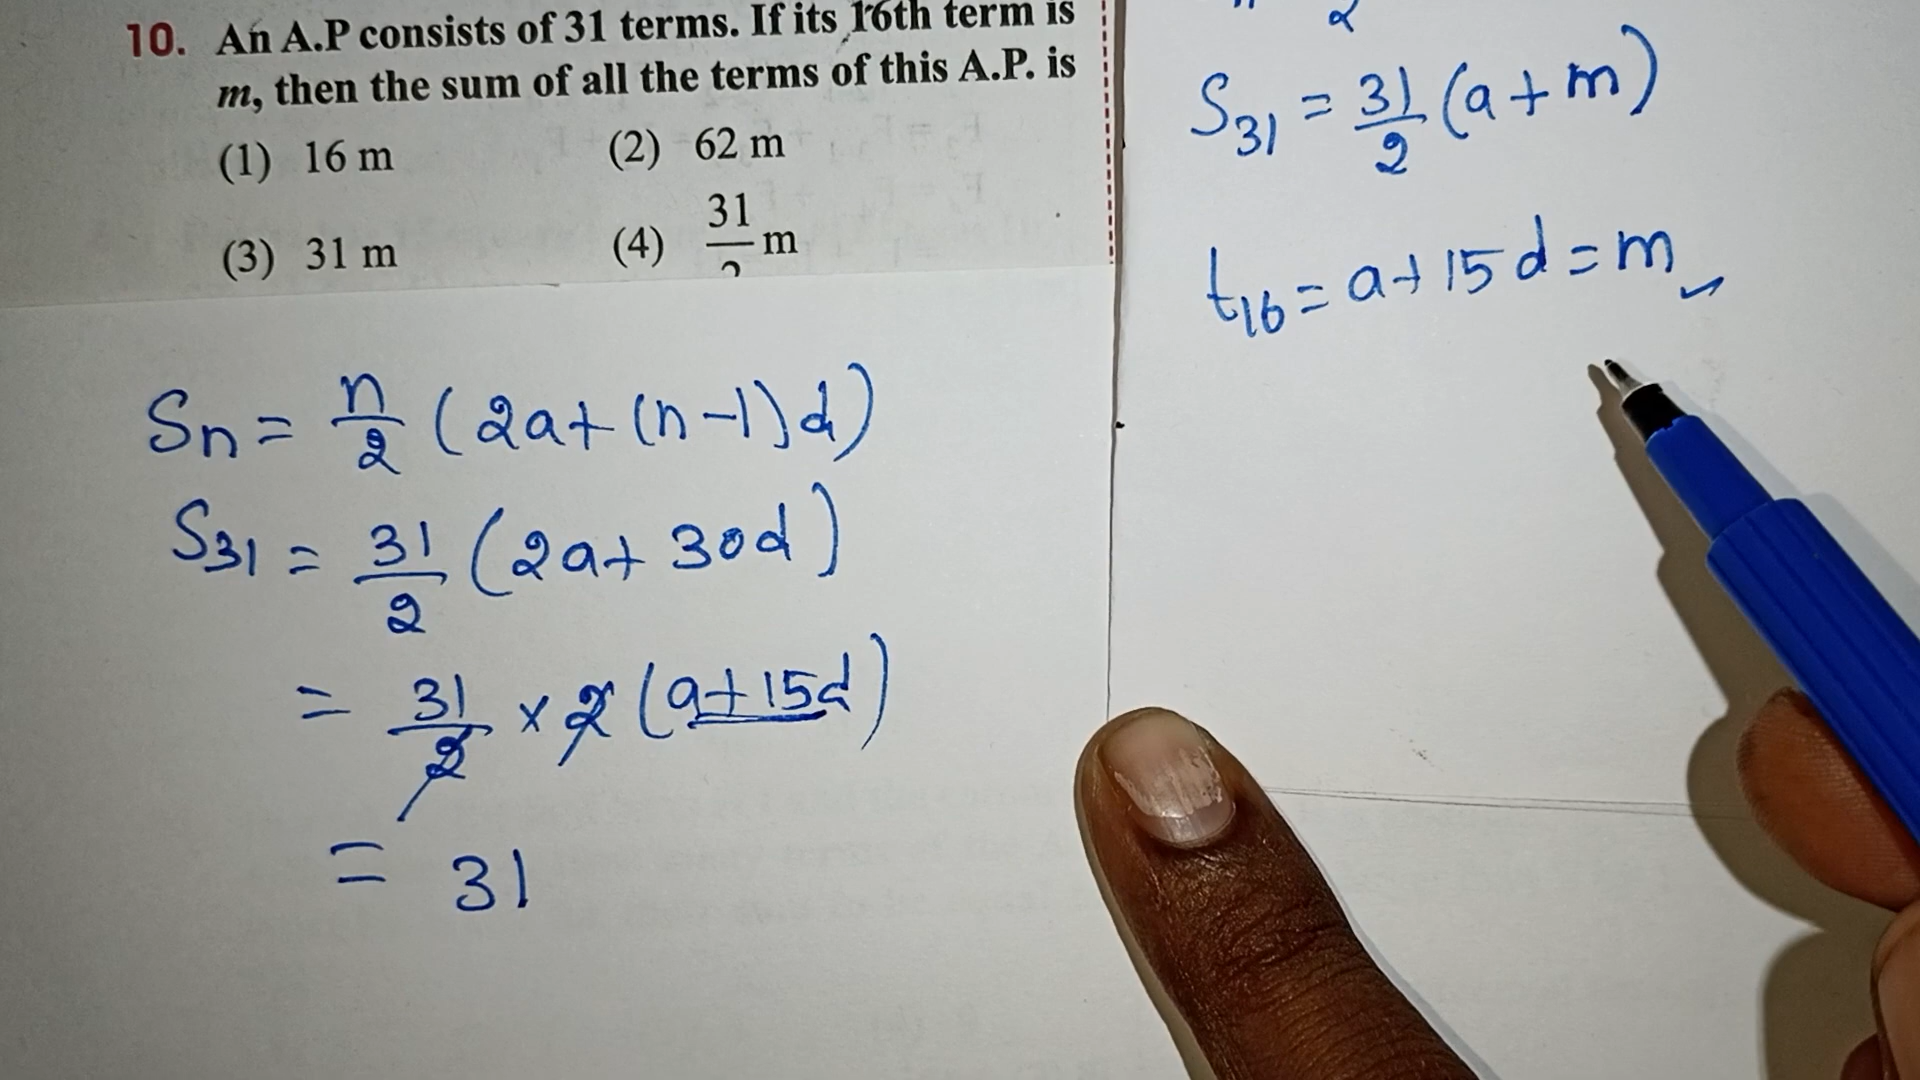 10. An A.P consists of 31 terms. If its 16th term is
m, then the sum of all the terms of this A.P. is
(1) 16 m (2) 62 m
(3) 31 m (4) 31/2 m
Sn = n/2 (2a+(n-1)d)
S31 = 31/2 (2a+30d)
= 31/2 × 2 (a+15d)
= 31
S31 = 31/2 (a+m)
t16 = a+15d = m